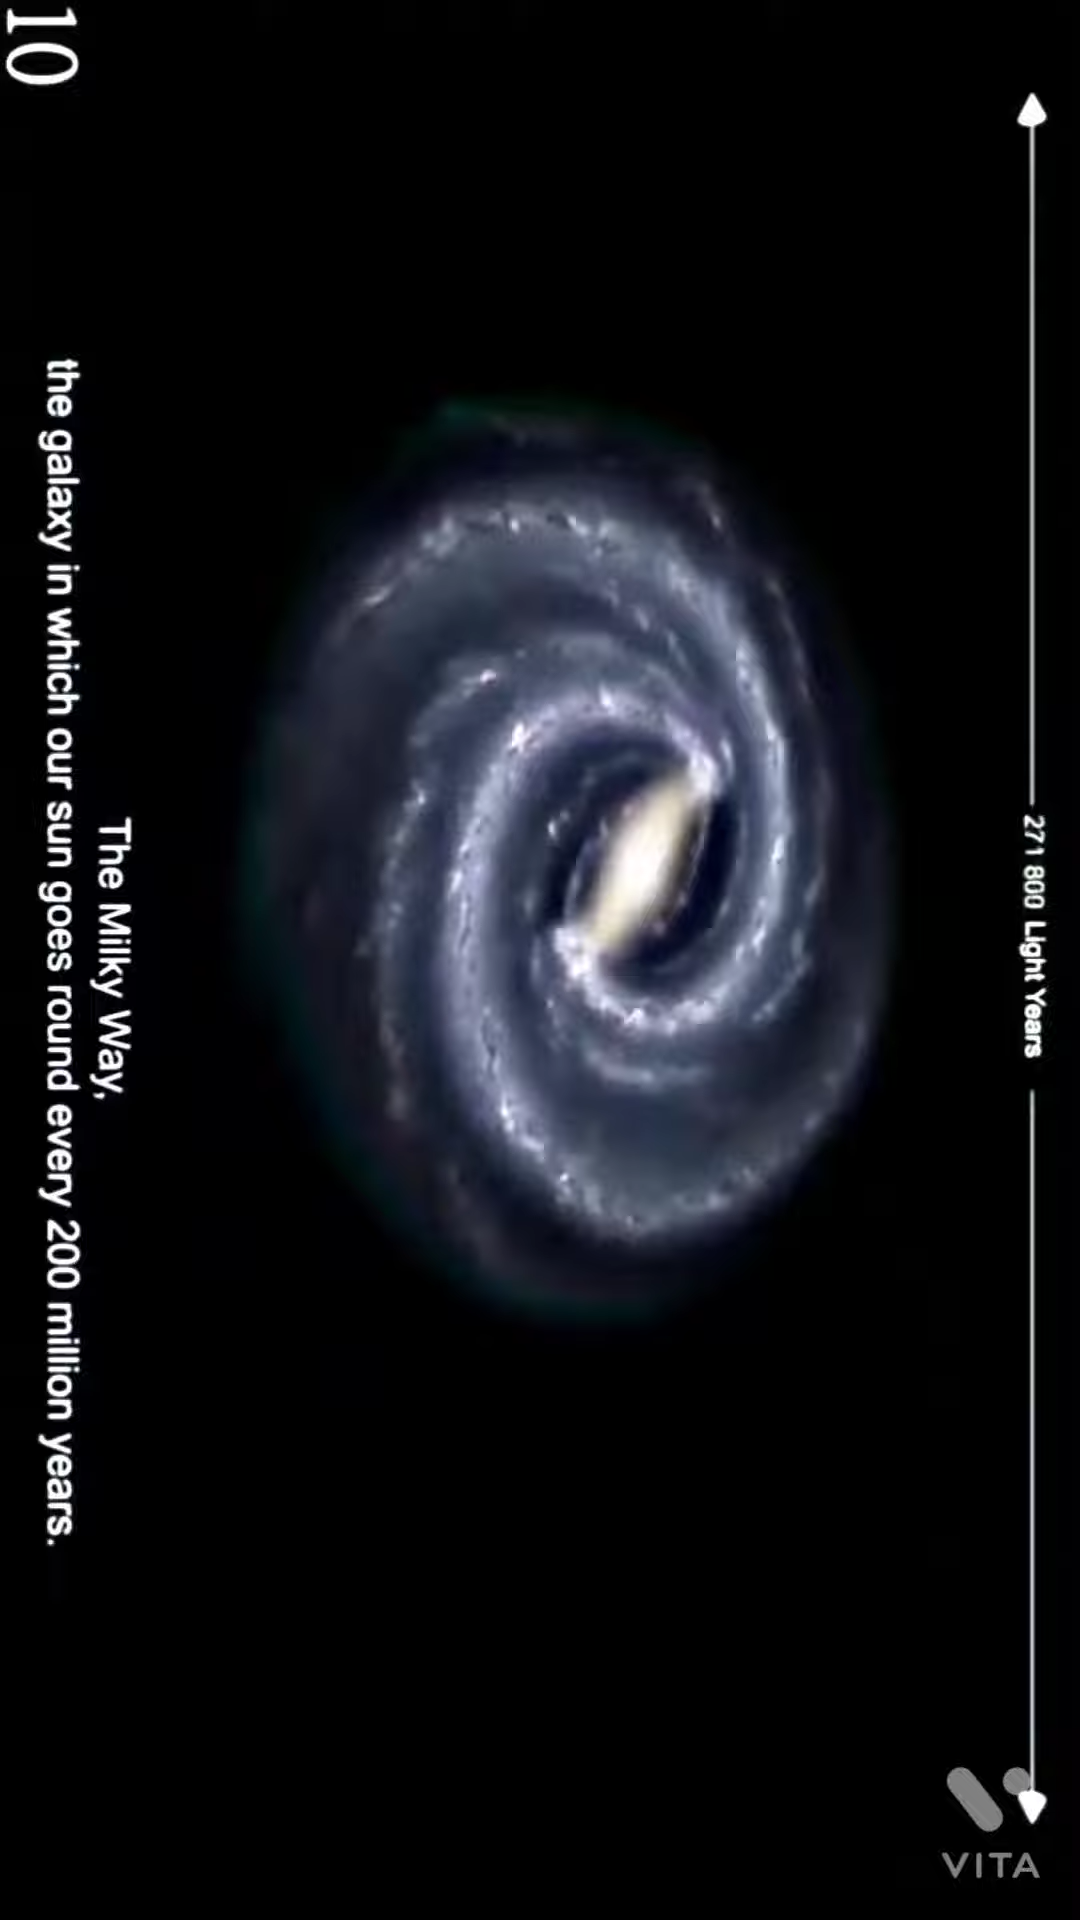 271 800 Light Years
The Milky Way,
the galaxy in which our sun goes round every 200 million years.
10
VITA